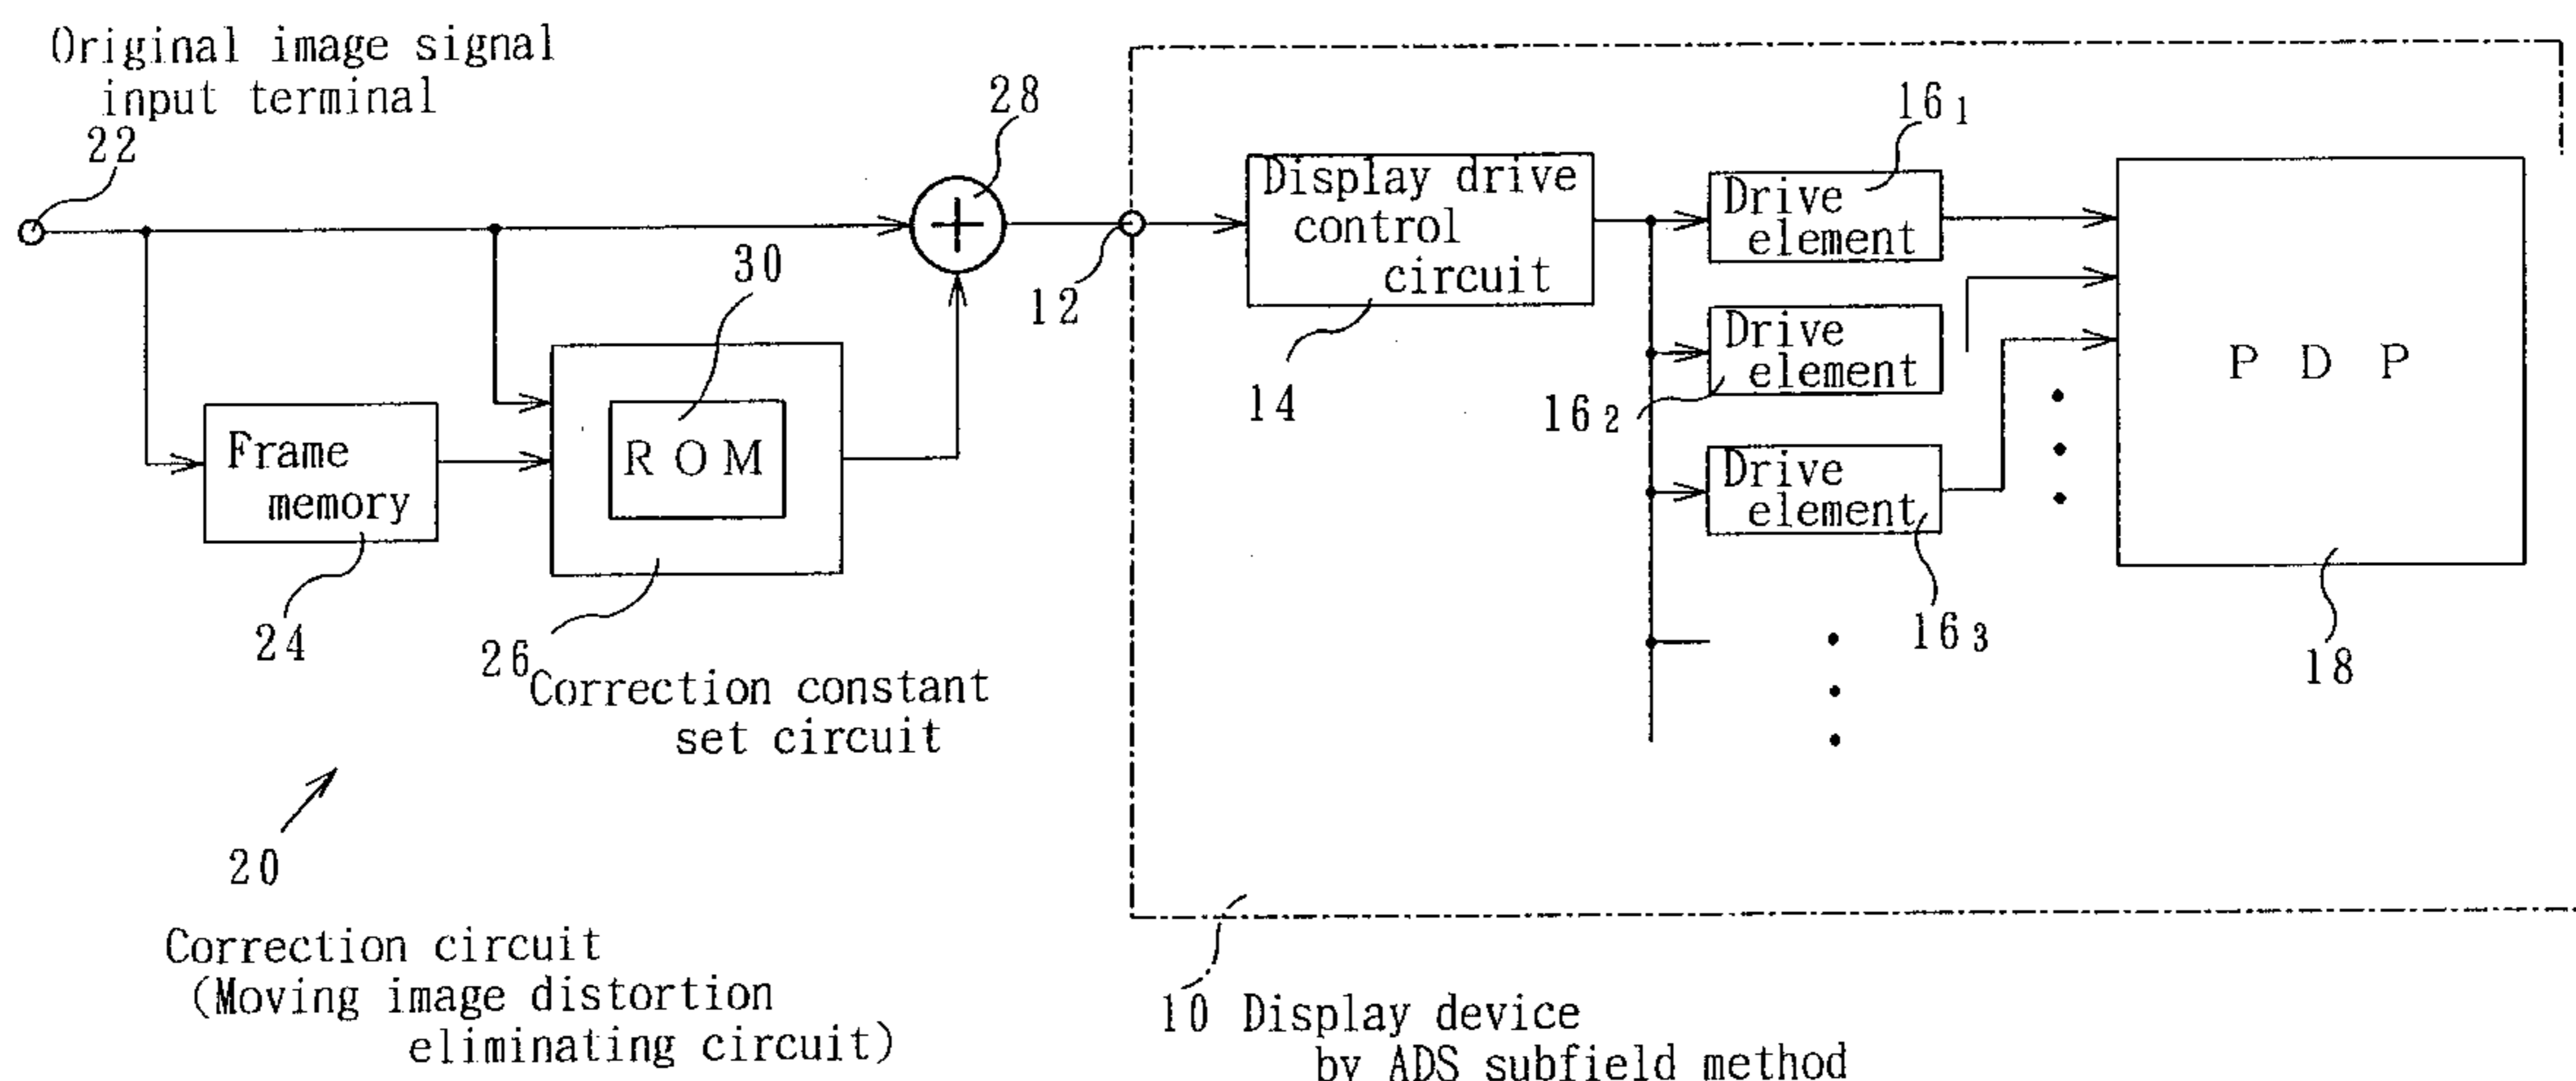 Original image signal
input terminal
22
28
30
12
Frame
memory
24
ROM
26
Correction constant
set circuit
20
Correction circuit
(Moving image distortion
eliminating circuit)
Display drive
control
circuit
14
16₁
Drive
element
Drive
element
16₂
Drive
element
16₃
PDP
18
10 Display device
by ADS subfield method